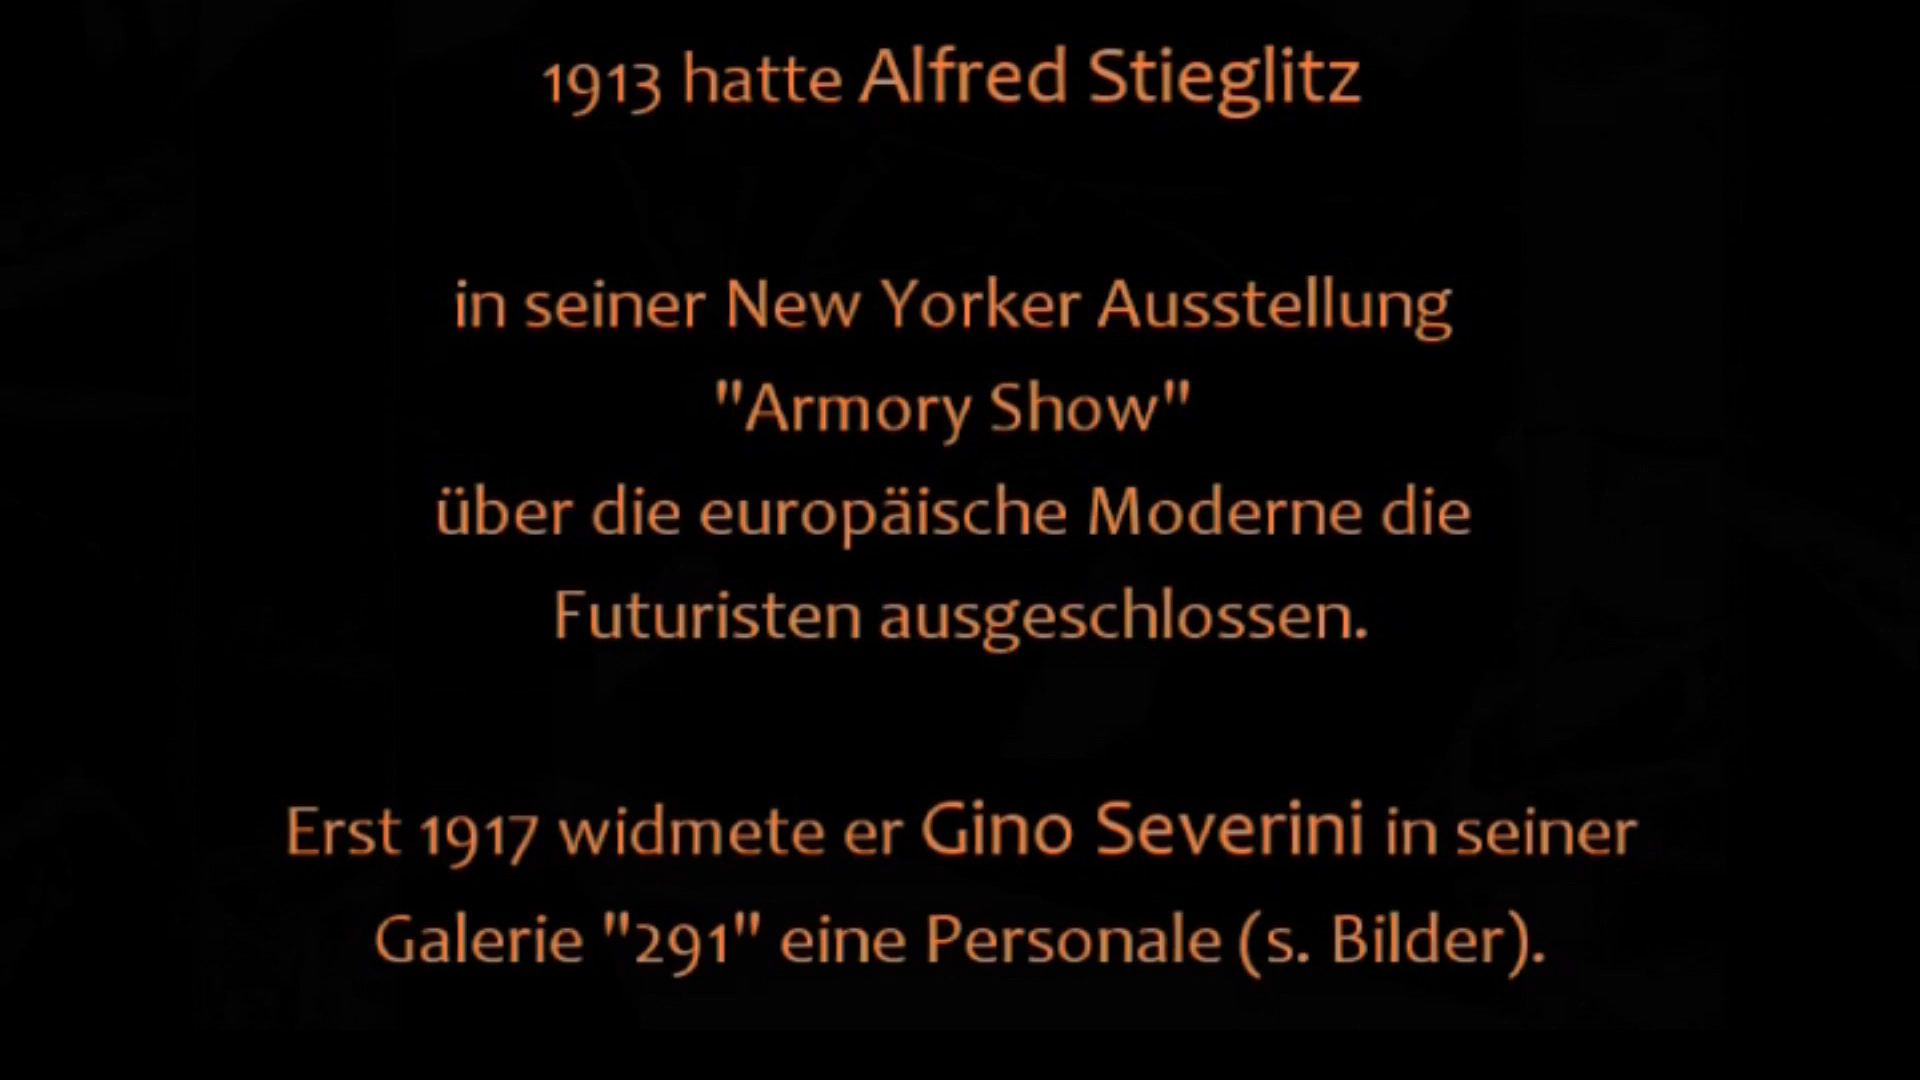 1913 hatte Alfred Stieglitz
in seiner New Yorker Ausstellung
"Armory Show"
über die europäische Moderne die
Futuristen ausgeschlossen.
Erst 1917 widmete er Gino Severini in seiner
Galerie "291" eine Personale (s. Bilder).